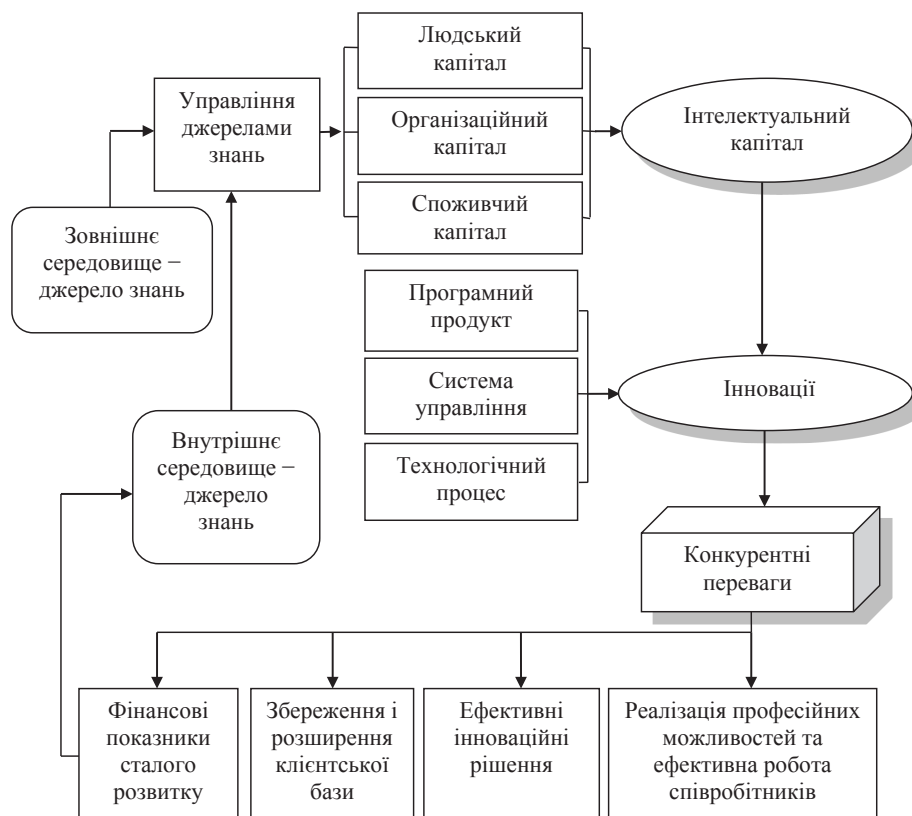 Людський
капітал
Управління
джерелами
знань
Організаційний
капітал
Інтелектуальний
капітал
Споживчий
капітал
Зовнішнє
середовище –
джерело знань
Програмний
продукт
Система
управління
Інновації
Внутрішнє
середовище –
джерело
знань
Технологічний
процес
Конкурентні
переваги
Фінансові
показники
сталого
розвитку
Збереження і
розширення
клієнтської
бази
Ефективні
інноваційні
рішення
Реалізація професійних
можливостей та
ефективна робота
співробітників